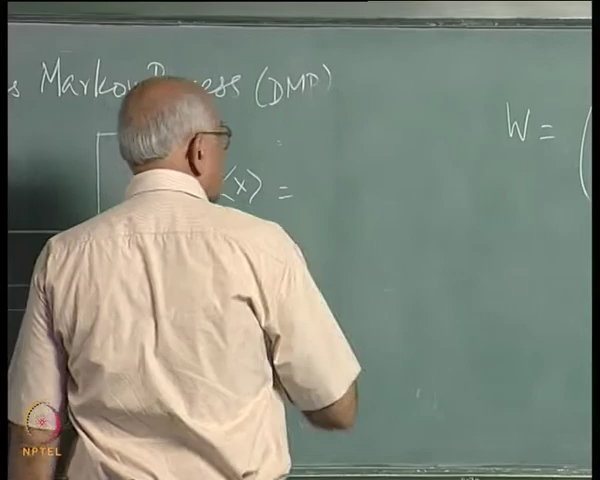 s Markov Process (DMP)
W = (
⟨x⟩ =
NPTEL